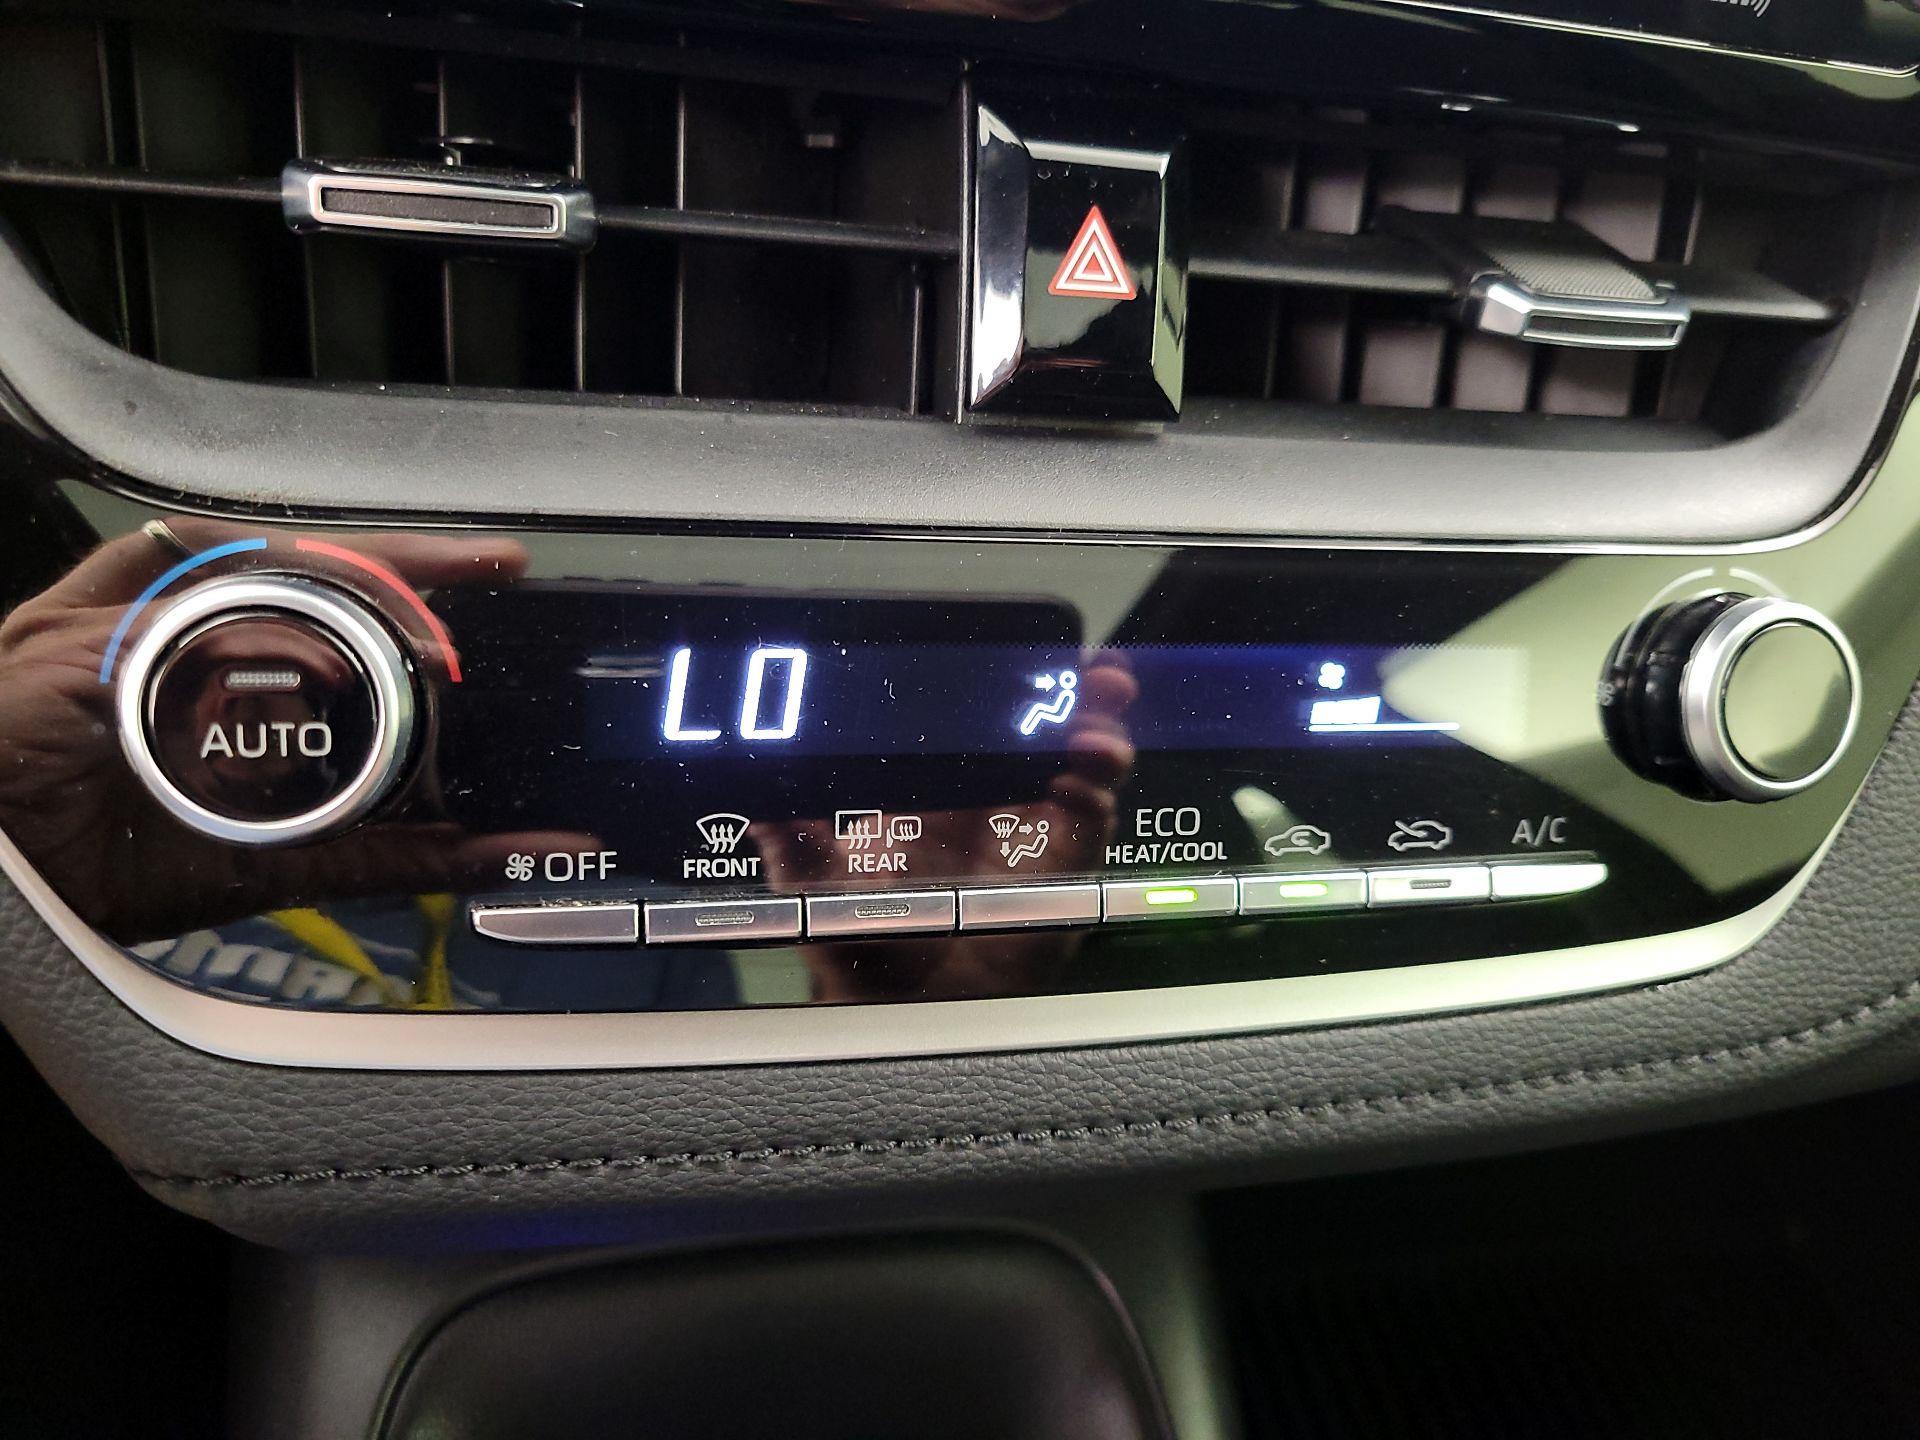 LO
AUTO
OFF
FRONT
REAR
ECO
HEAT/COOL
A/C